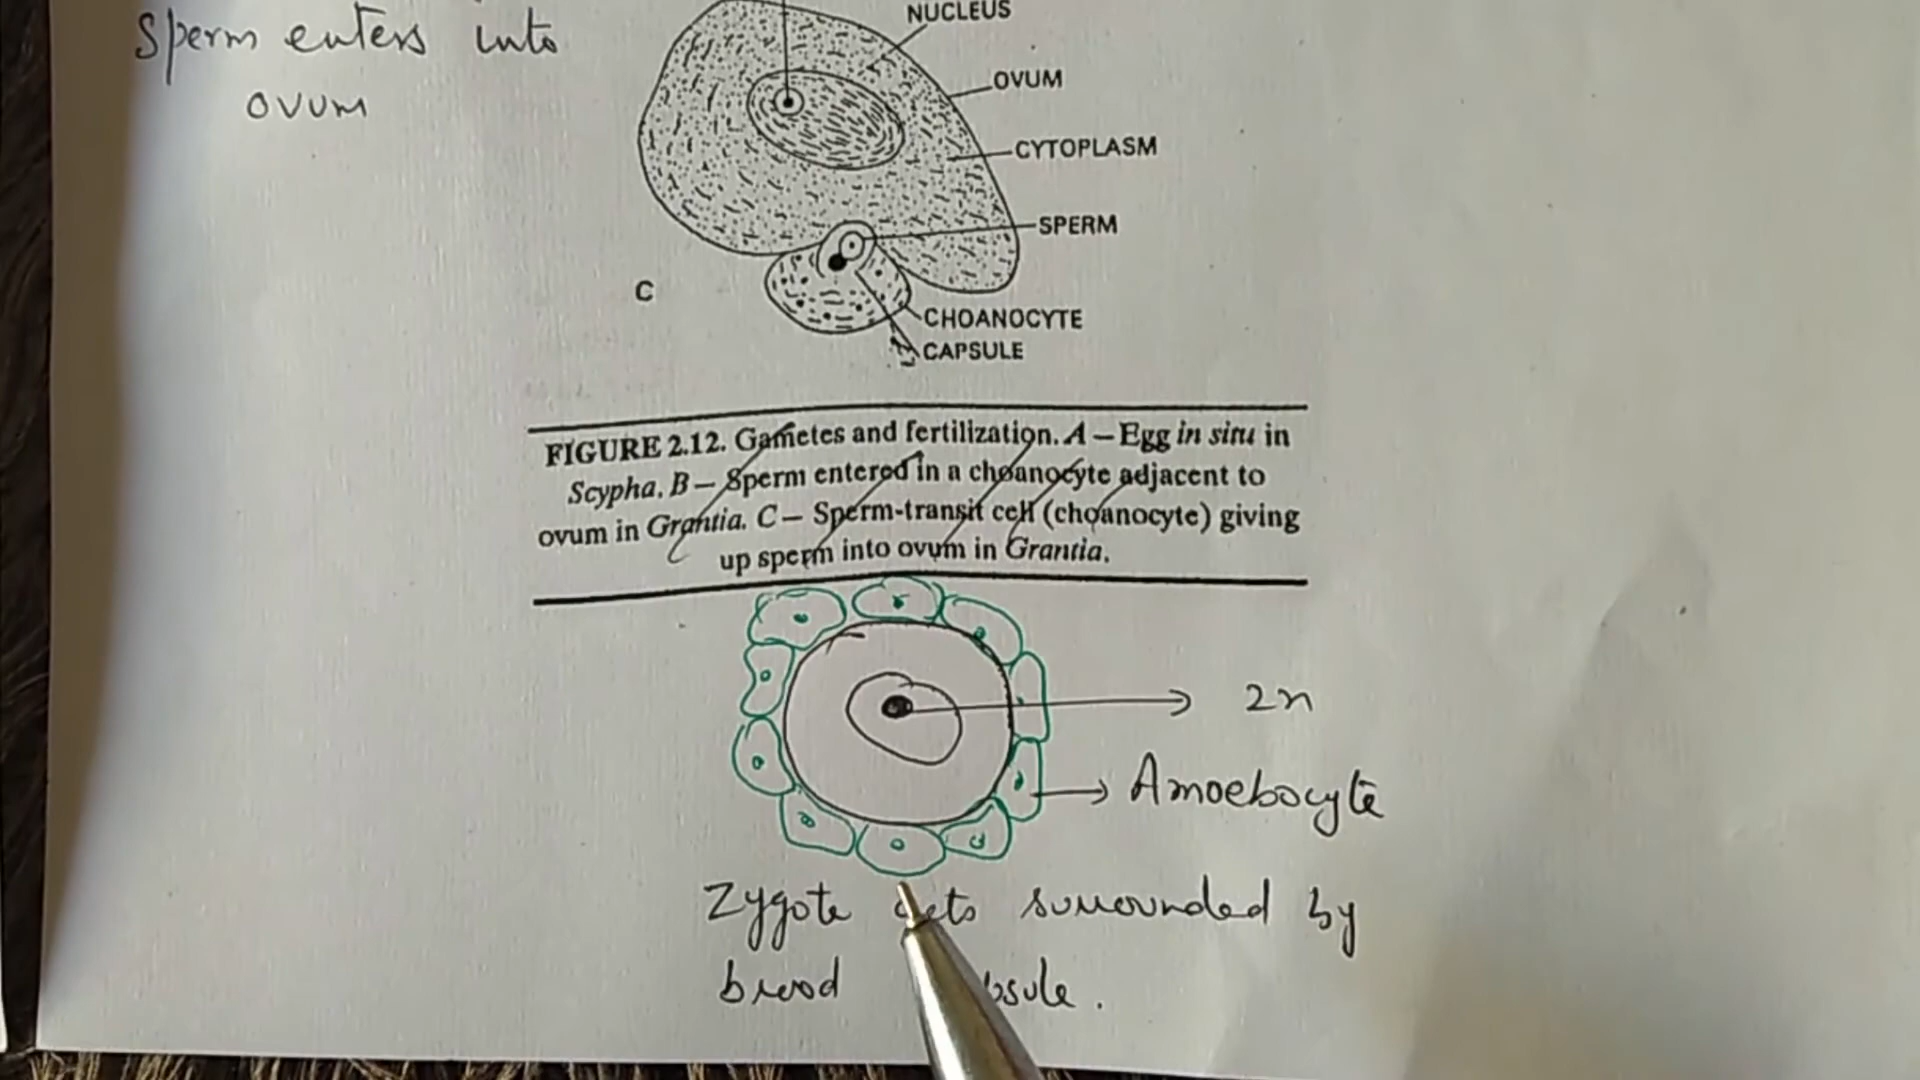 Sperm enters into
OVUM
NUCLEUS
OVUM
CYTOPLASM
SPERM
C
CHOANOCYTE
CAPSULE
FIGURE 2.12. Gametes and fertilization. A — Egg in situ in
Scypha. B — Sperm entered in a choanocyte adjacent to
ovum in Grantia. C — Sperm-transit cell (choanocyte) giving
up sperm into ovum in Grantia.
2n
Amoebocyte
Zygote gets surrounded by
brood